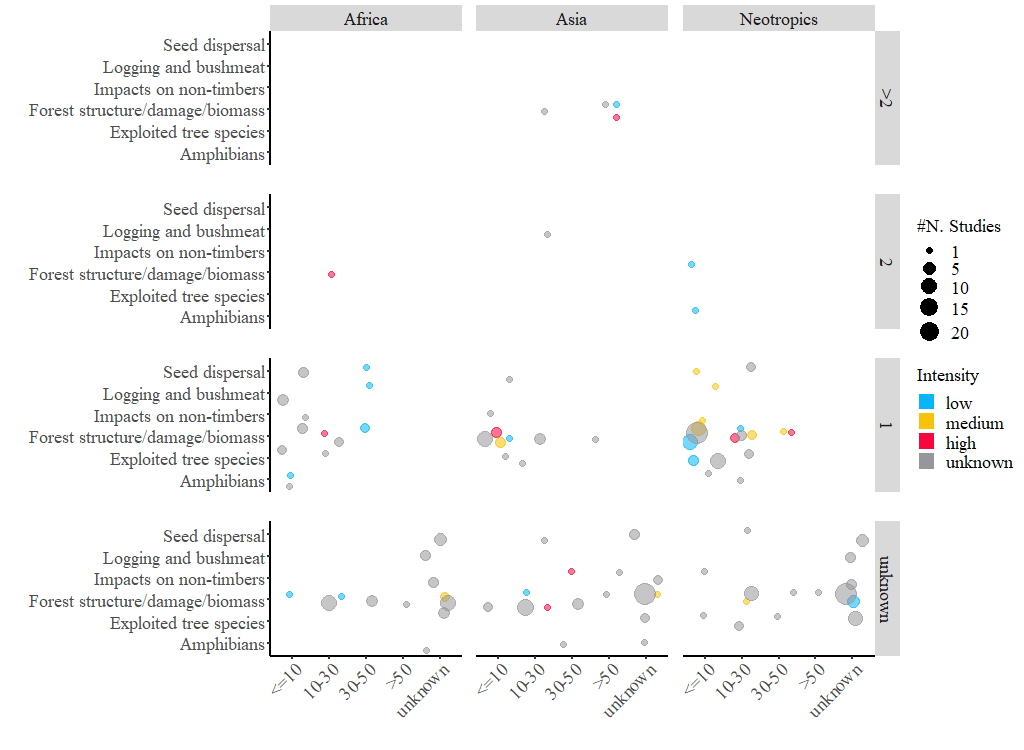 Africa Asia Neotropics
Seed dispersal
Logging and bushmeat
Impacts on non-timbers
Forest structure/damage/biomass
Exploited tree species
Amphibians
>2
Seed dispersal
Logging and bushmeat
Impacts on non-timbers
Forest structure/damage/biomass
Exploited tree species
Amphibians
2
Seed dispersal
Logging and bushmeat
Impacts on non-timbers
Forest structure/damage/biomass
Exploited tree species
Amphibians
1
Seed dispersal
Logging and bushmeat
Impacts on non-timbers
Forest structure/damage/biomass
Exploited tree species
Amphibians
unknown
<=10 10-30 30-50 >50 unknown
<=10 10-30 30-50 >50 unknown
<=10 10-30 30-50 >50 unknown
#N. Studies
1
5
10
15
20
Intensity
low
medium
high
unknown